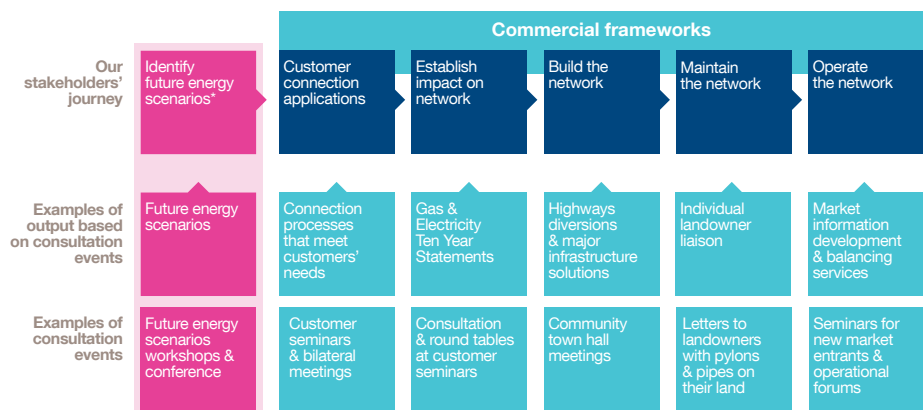 Commercial frameworks
Our
stakeholders'
journey
Identify
future energy
scenarios*
Customer
connection
applications
Establish
impact on
network
Build the
network
Maintain
the network
Operate
the network
Examples of
output based
on consultation
events
Future energy
scenarios
Connection
processes
that meet
customers'
needs
Gas &
Electricity
Ten Year
Statements
Highways
diversions
& major
infrastructure
solutions
Individual
landowner
liaison
Market
information
development
& balancing
services
Examples of
consultation
events
Future energy
scenarios
workshops &
conference
Customer
seminars
& bilateral
meetings
Consultation
& round tables
at customer
seminars
Community
town hall
meetings
Letters to
landowners
with pylons
& pipes on
their land
Seminars for
new market
entrants &
operational
forums